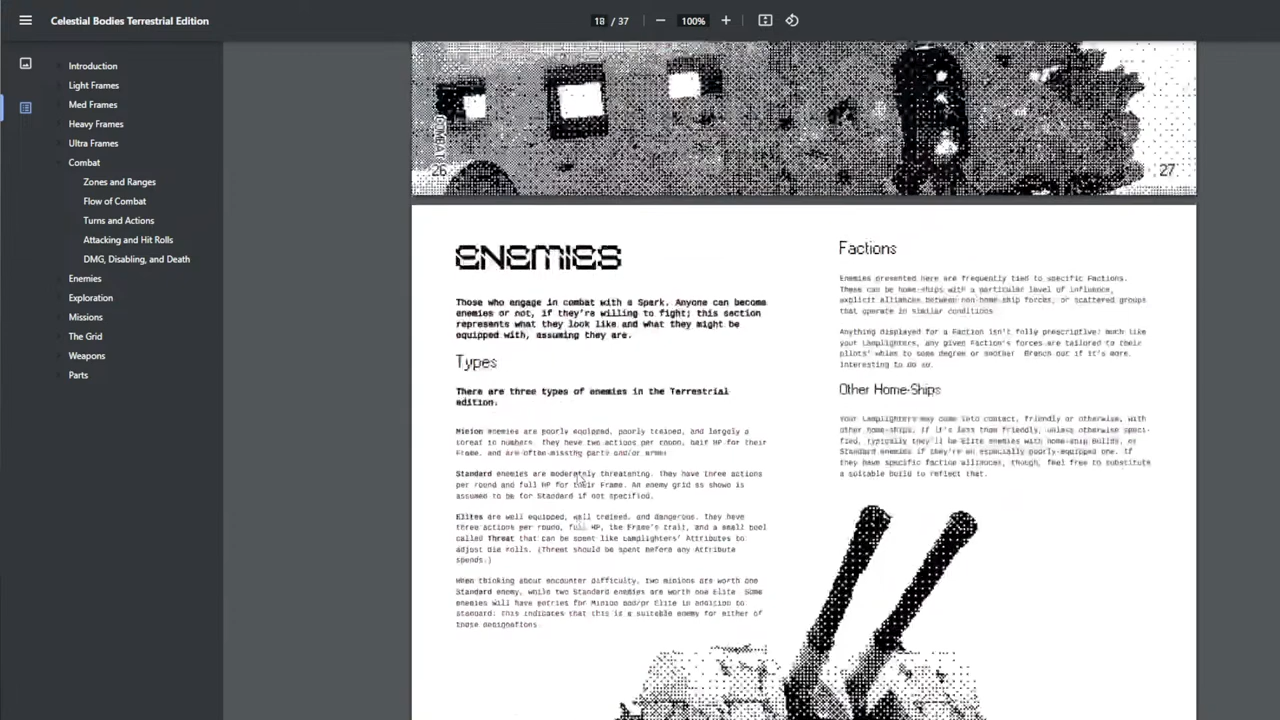 Celestial Bodies Terrestrial Edition
18 / 37
100%
Introduction
Light Frames
Med Frames
Heavy Frames
Ultra Frames
Combat
Zones and Ranges
Flow of Combat
Turns and Actions
Attacking and Hit Rolls
DMG, Disabling, and Death
Enemies
Exploration
Missions
The Grid
Weapons
Parts
COMBAT
26
27
ENEMIES
Those who engage in combat with a Spark. Anyone can become
enemies or not, if they're willing to fight; this section
represents what they look like and what they might be
equipped with, assuming they are.
Types
There are three types of enemies in the Terrestrial
edition.
Minion enemies are poorly equipped, poorly trained, and largely a
threat in numbers. They have two actions per round, half HP for their
Frame, and are often missing parts and/or armor.
Standard enemies are moderately threatening. They have three actions
per round and full HP for their Frame. An enemy grid as shown is
assumed to be for Standard if not specified.
Elites are well equipped, well trained, and dangerous. They have
three actions per round, full HP, the Frame's trait, and a small pool
called Threat that can be spent like Lamplighters' Attributes to
adjust die rolls. (Threat should be spent before any Attribute
spends.)
When thinking about encounter difficulty, two minions are worth one
Standard enemy, while two Standard enemies are worth one Elite. Some
enemies will have entries for Minion and/or Elite in addition to
standard; this indicates that this is a suitable enemy for either of
those designations.
Factions
Enemies presented here are frequently tied to specific Factions.
These can be home-ships with a particular level of influence,
explicit alliances between non-home-ship forces, or scattered groups
that operate in similar conditions.
Anything displayed for a Faction isn't fully prescriptive; much like
your Lamplighters, any given Faction's forces are tailored to their
pilots' whims to some degree or another. Branch out if it's more
interesting to do so.
Other Home-Ships
Your Lamplighters may come into contact, friendly or otherwise, with
other home-ships. If it's less than friendly, unless otherwise speci-
fied, typically they'll be Elite enemies with home-ship builds, or
Standard enemies if they're an especially poorly-equipped one. If
they have specific faction alliances, though, feel free to substitute
a suitable build to reflect that.